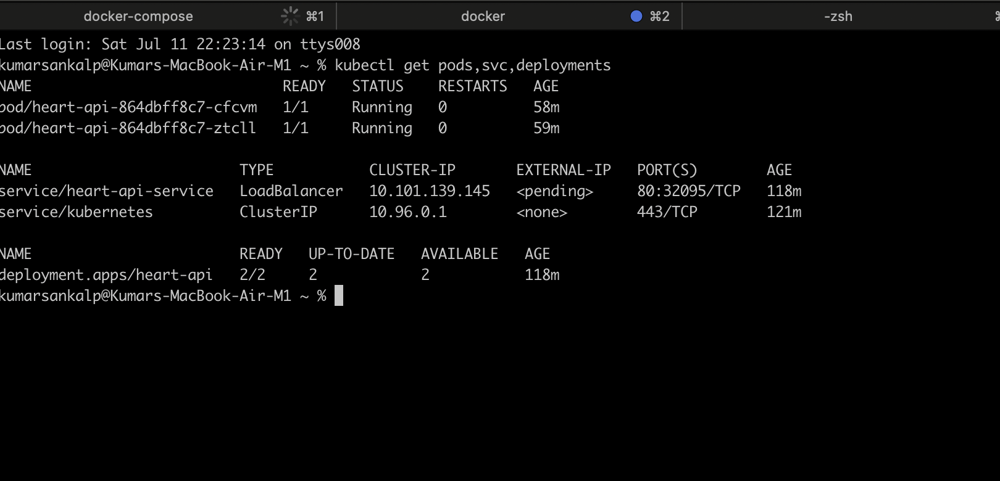 docker-compose ⌘1 docker ⌘2 -zsh
Last login: Sat Jul 11 22:23:14 on ttys008
kumarsankalp@Kumars-MacBook-Air-M1 ~ % kubectl get pods,svc,deployments
NAME READY STATUS RESTARTS AGE
pod/heart-api-864dbff8c7-cfcvm 1/1 Running 0 58m
pod/heart-api-864dbff8c7-ztcll 1/1 Running 0 59m
NAME TYPE CLUSTER-IP EXTERNAL-IP PORT(S) AGE
service/heart-api-service LoadBalancer 10.101.139.145 <pending> 80:32095/TCP 118m
service/kubernetes ClusterIP 10.96.0.1 <none> 443/TCP 121m
NAME READY UP-TO-DATE AVAILABLE AGE
deployment.apps/heart-api 2/2 2 2 118m
kumarsankalp@Kumars-MacBook-Air-M1 ~ %